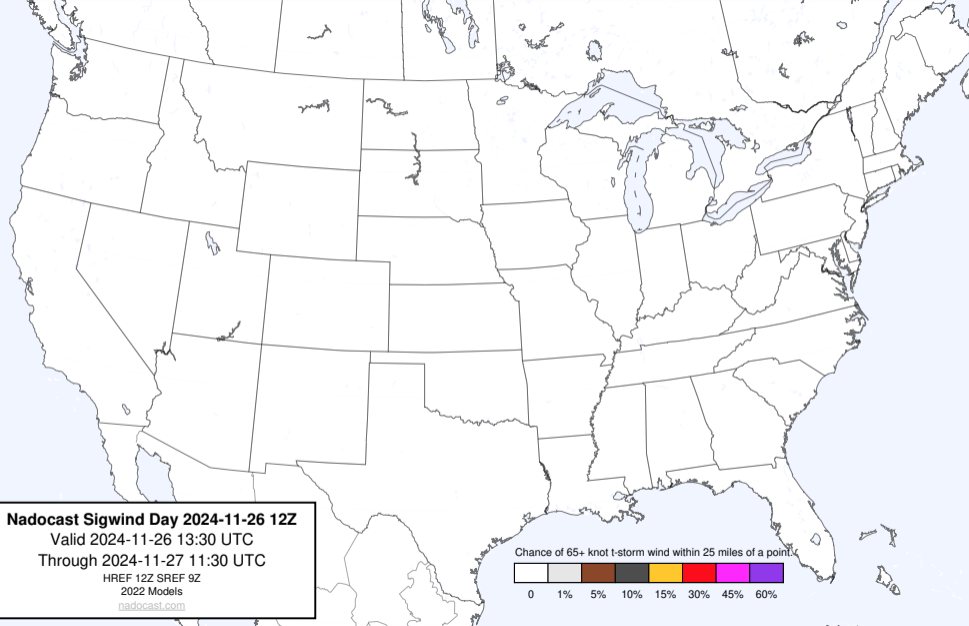 Nadocast Sigwind Day 2024-11-26 12Z
Valid 2024-11-26 13:30 UTC
Through 2024-11-27 11:30 UTC
HREF 12Z SREF 9Z
2022 Models
nadocast.com
Chance of 65+ knot t-storm wind within 25 miles of a point.
0 1% 5% 10% 15% 30% 45% 60%